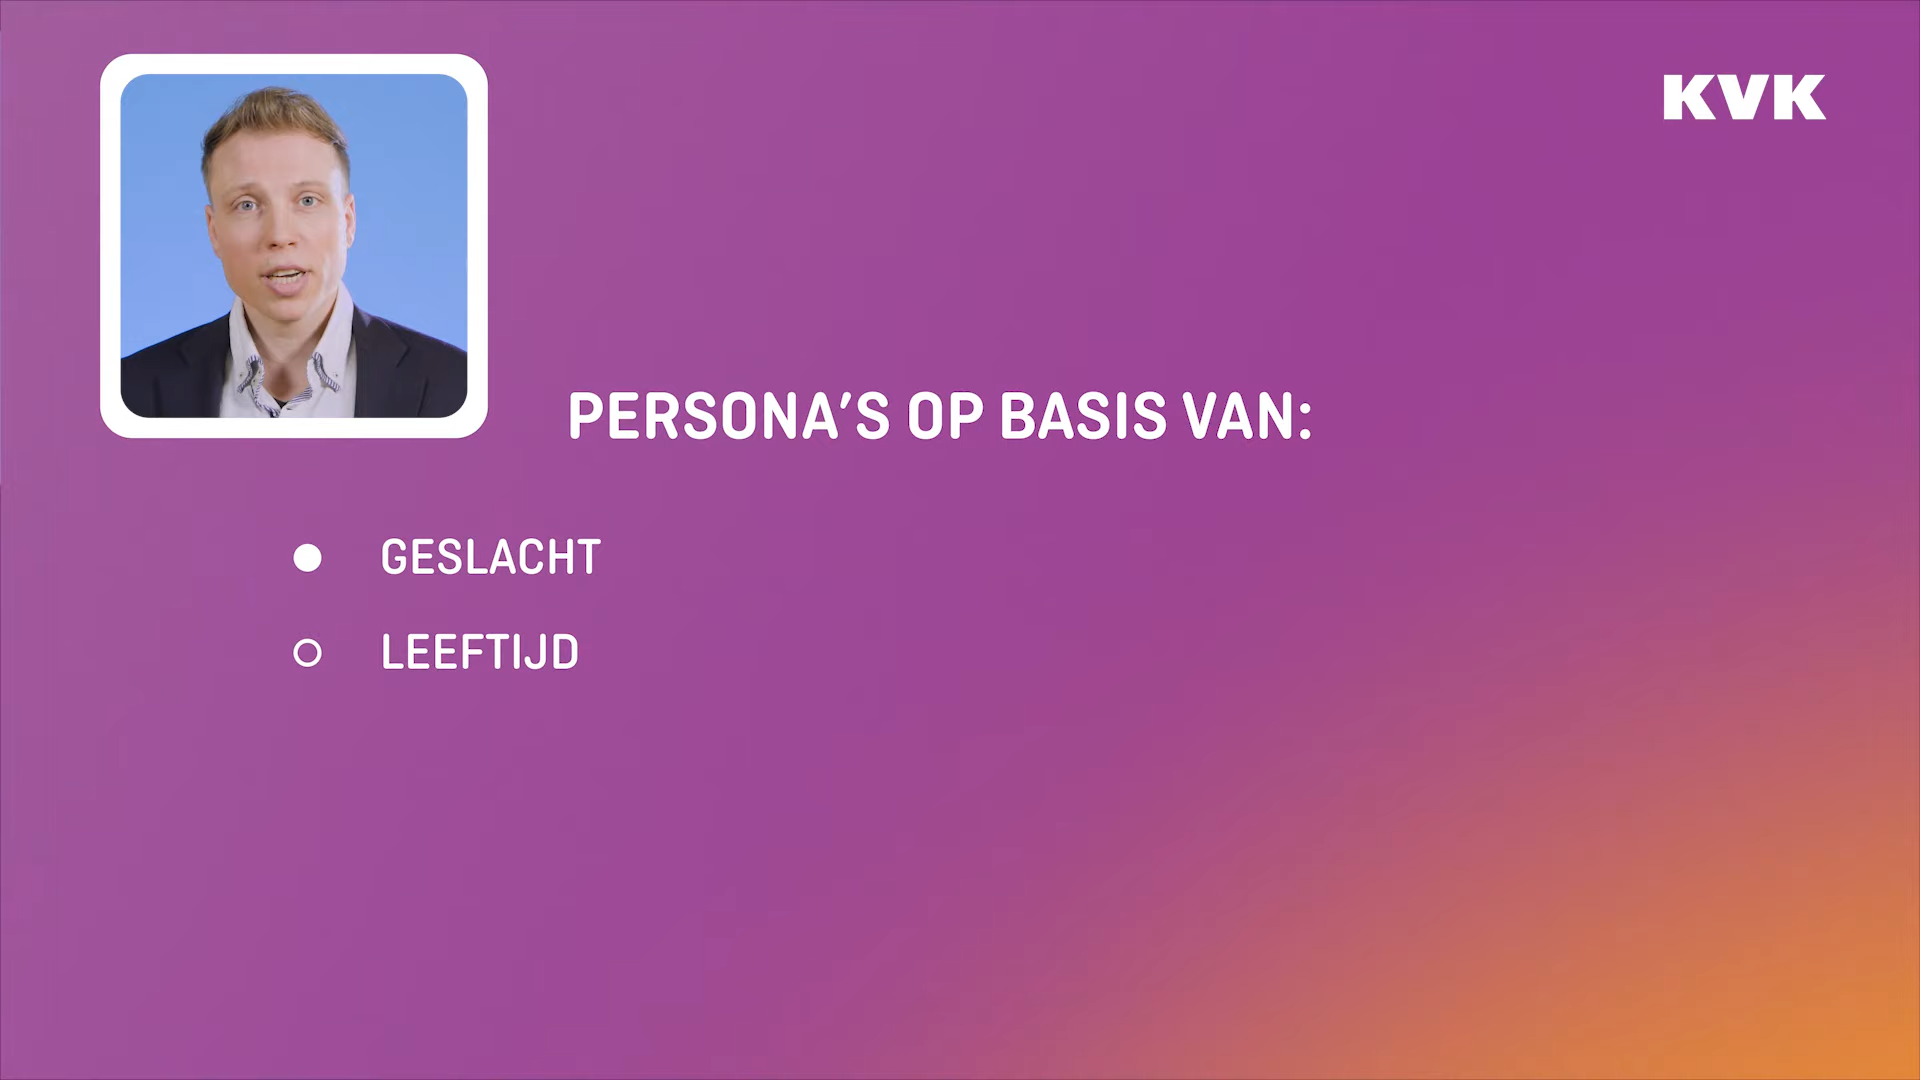 KVK
PERSONA’S OP BASIS VAN:
GESLACHT
LEEFTIJD